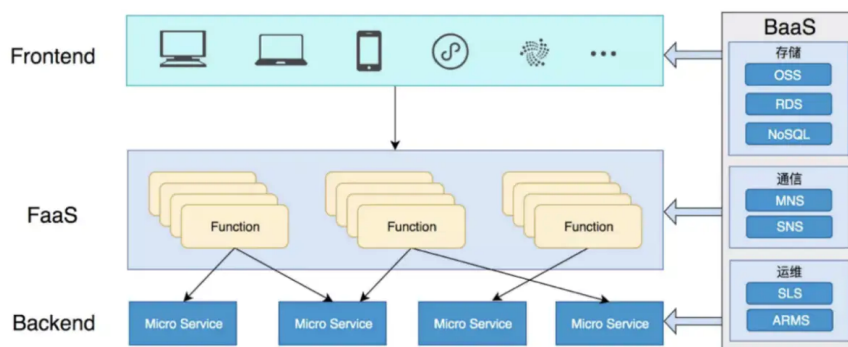 Frontend
FaaS
Function
Function
Function
Backend
Micro Service
Micro Service
Micro Service
Micro Service
BaaS
存储
OSS
RDS
NoSQL
通信
MNS
SNS
运维
SLS
ARMS